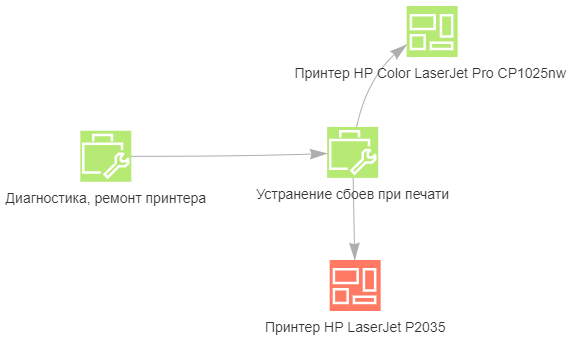 Принтер HP Color LaserJet Pro CP1025nw
Диагностика, ремонт принтера
Устранение сбоев при печати
Принтер HP LaserJet P2035